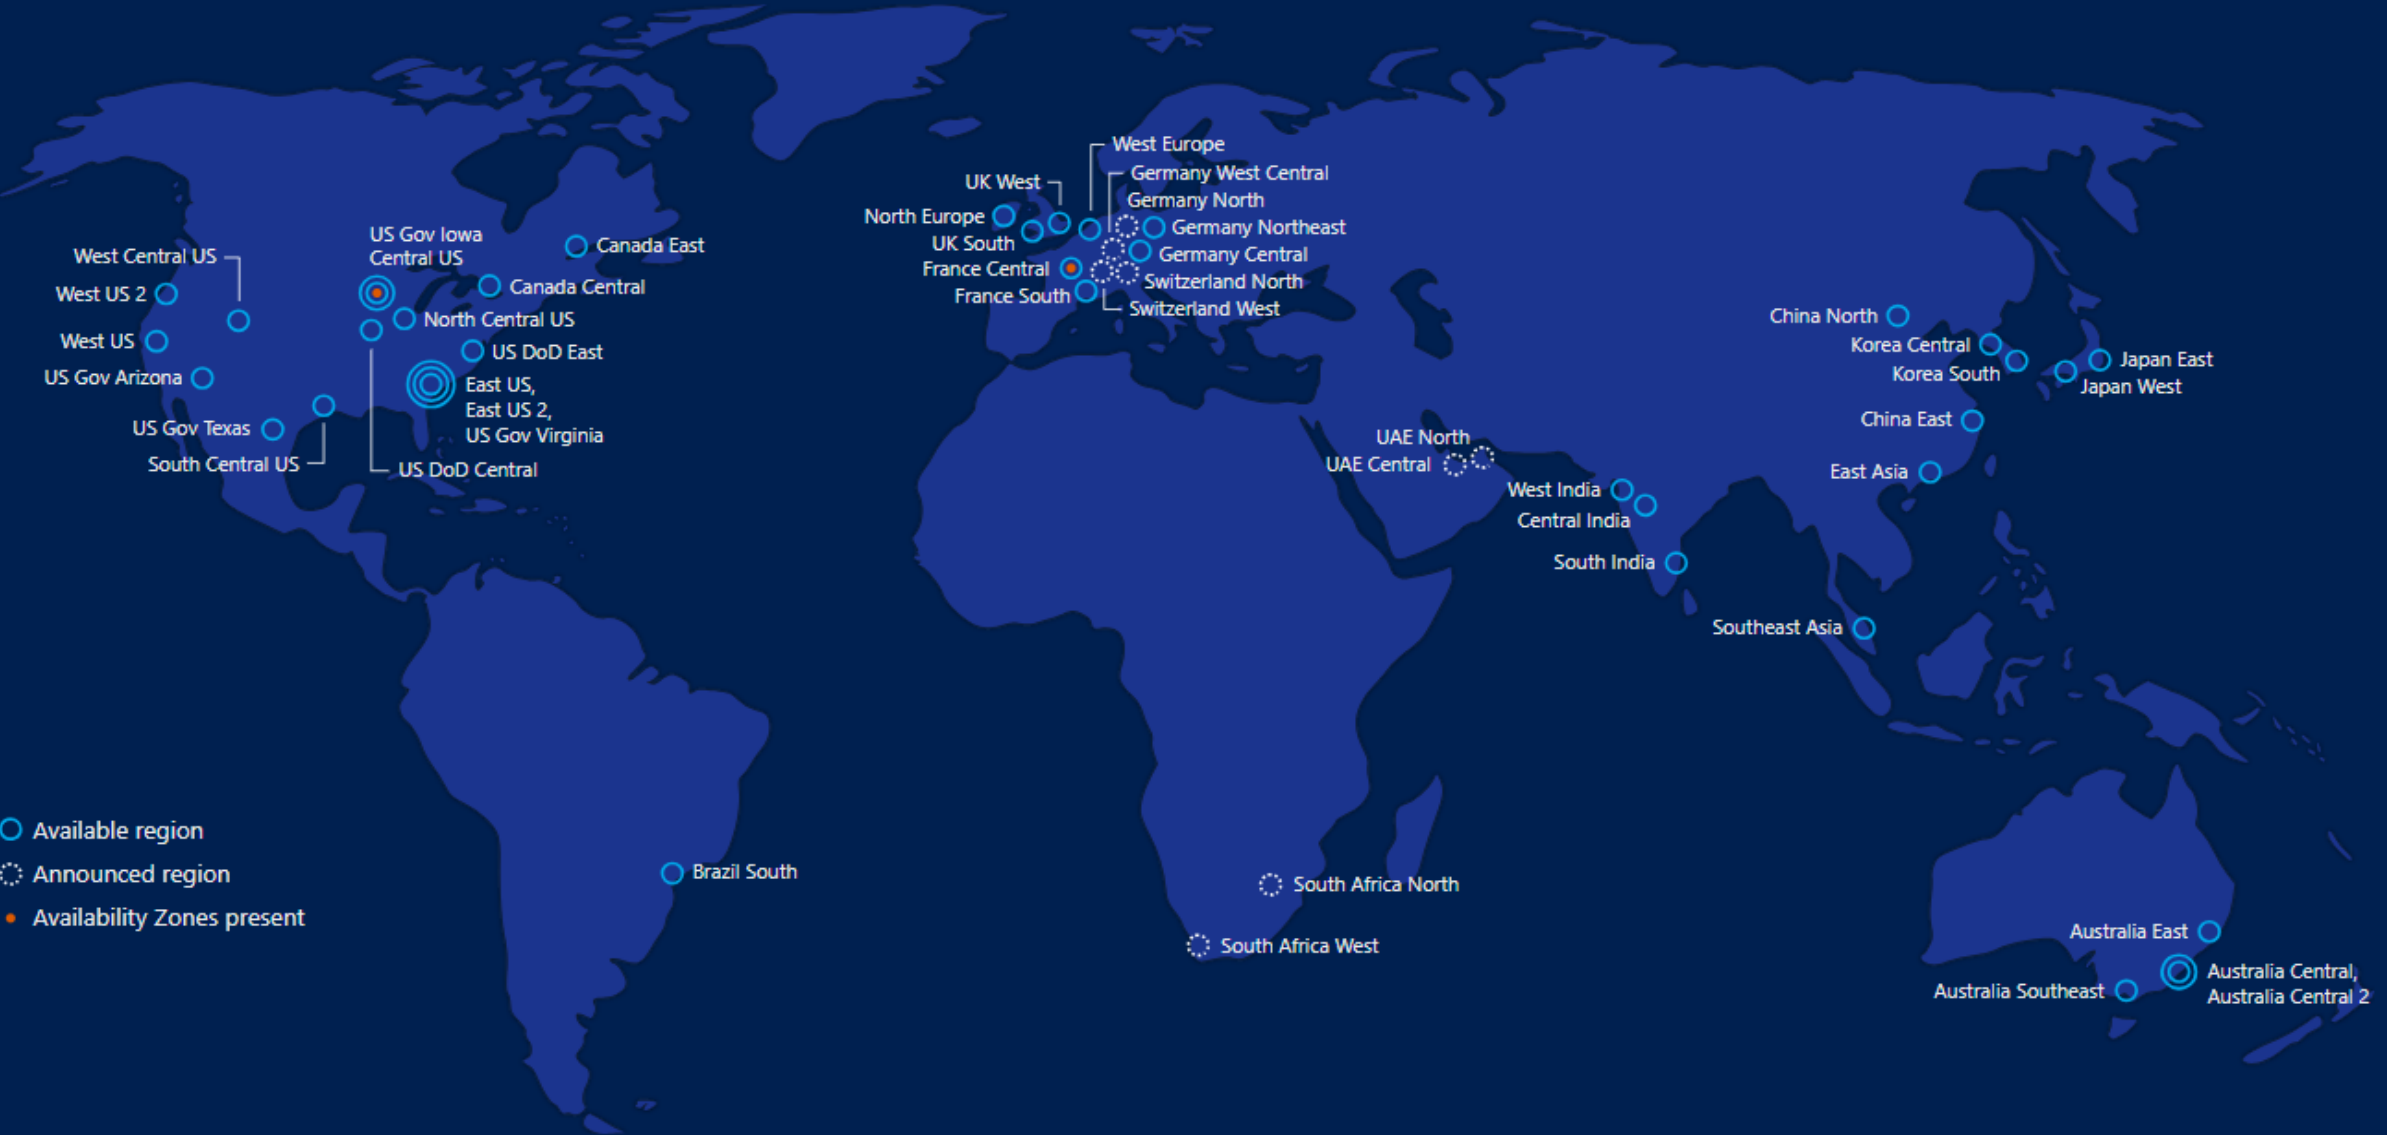 West Europe
Germany West Central
UK West
Germany North
North Europe
Germany Northeast
UK South
Germany Central
France Central
Switzerland North
France South
Switzerland West
US Gov Iowa
Central US
Canada East
West Central US
Canada Central
West US 2
North Central US
West US
US DoD East
US Gov Arizona
East US,
East US 2,
US Gov Virginia
US Gov Texas
South Central US
US DoD Central
China North
Korea Central
Japan East
Korea South
Japan West
China East
UAE North
UAE Central
East Asia
West India
Central India
South India
Southeast Asia
Available region
Announced region
Availability Zones present
Brazil South
South Africa North
South Africa West
Australia East
Australia Central,
Australia Central 2
Australia Southeast